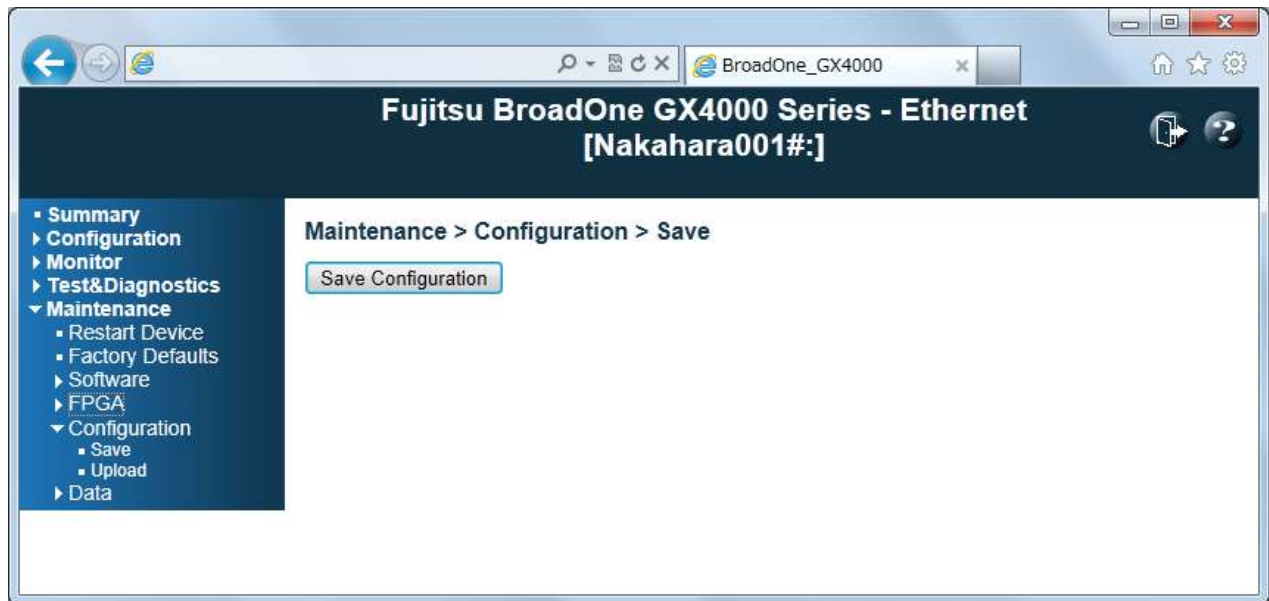 BroadOne_GX4000
Fujitsu BroadOne GX4000 Series - Ethernet
[Nakahara001#:]
Summary
Configuration
Monitor
Test&Diagnostics
Maintenance
Restart Device
Factory Defaults
Software
FPGA
Configuration
Save
Upload
Data
Maintenance > Configuration > Save
Save Configuration